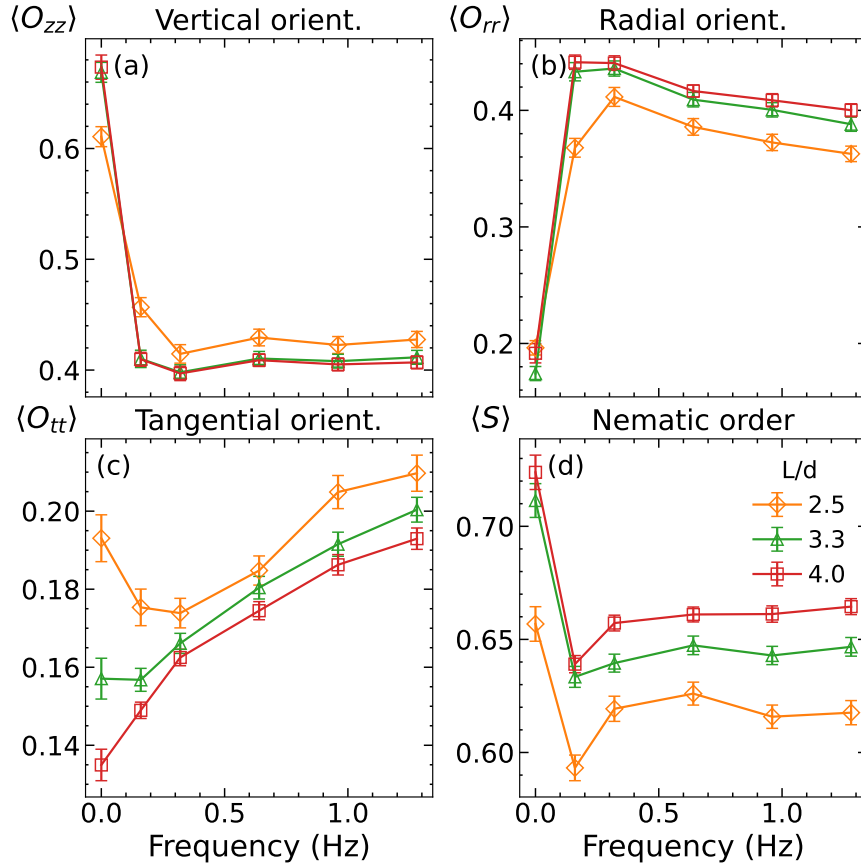 ⟨O_zz⟩ Vertical orient.
(a)
0.6
0.5
0.4
⟨O_rr⟩ Radial orient.
(b)
0.4
0.3
0.2
⟨O_tt⟩ Tangential orient.
(c)
0.20
0.18
0.16
0.14
0.0 0.5 1.0
Frequency (Hz)
⟨S⟩ Nematic order
(d)
L/d
2.5
3.3
4.0
0.70
0.65
0.60
0.0 0.5 1.0
Frequency (Hz)